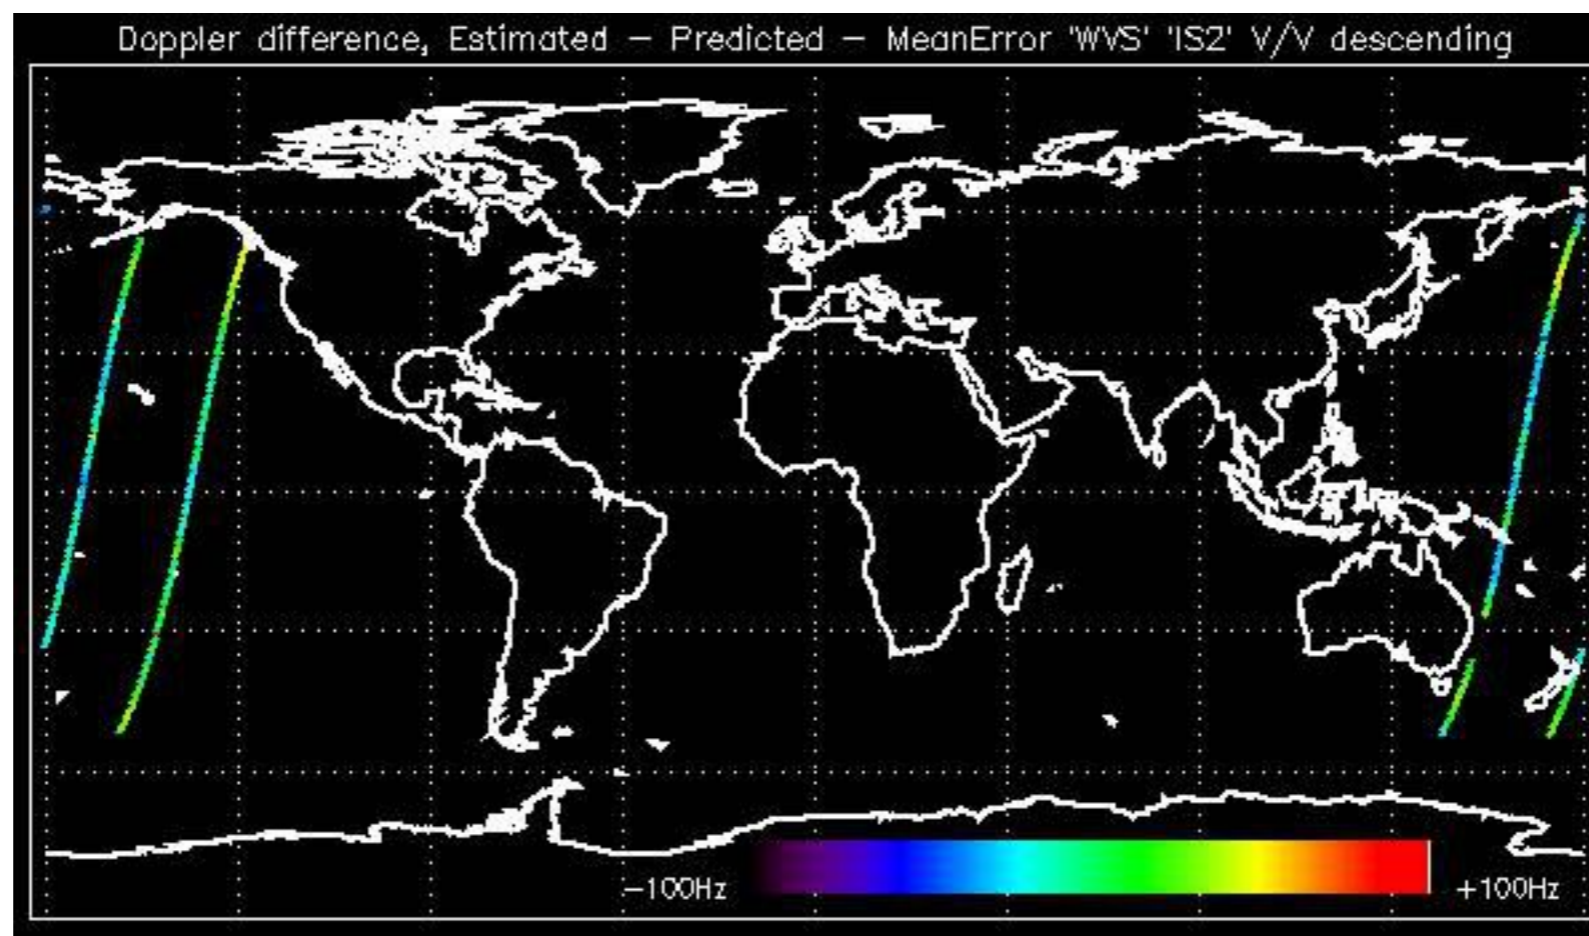 Doppler difference, Estimated – Predicted – MeanError 'WVS' 'IS2' V/V descending
–100Hz
+100Hz